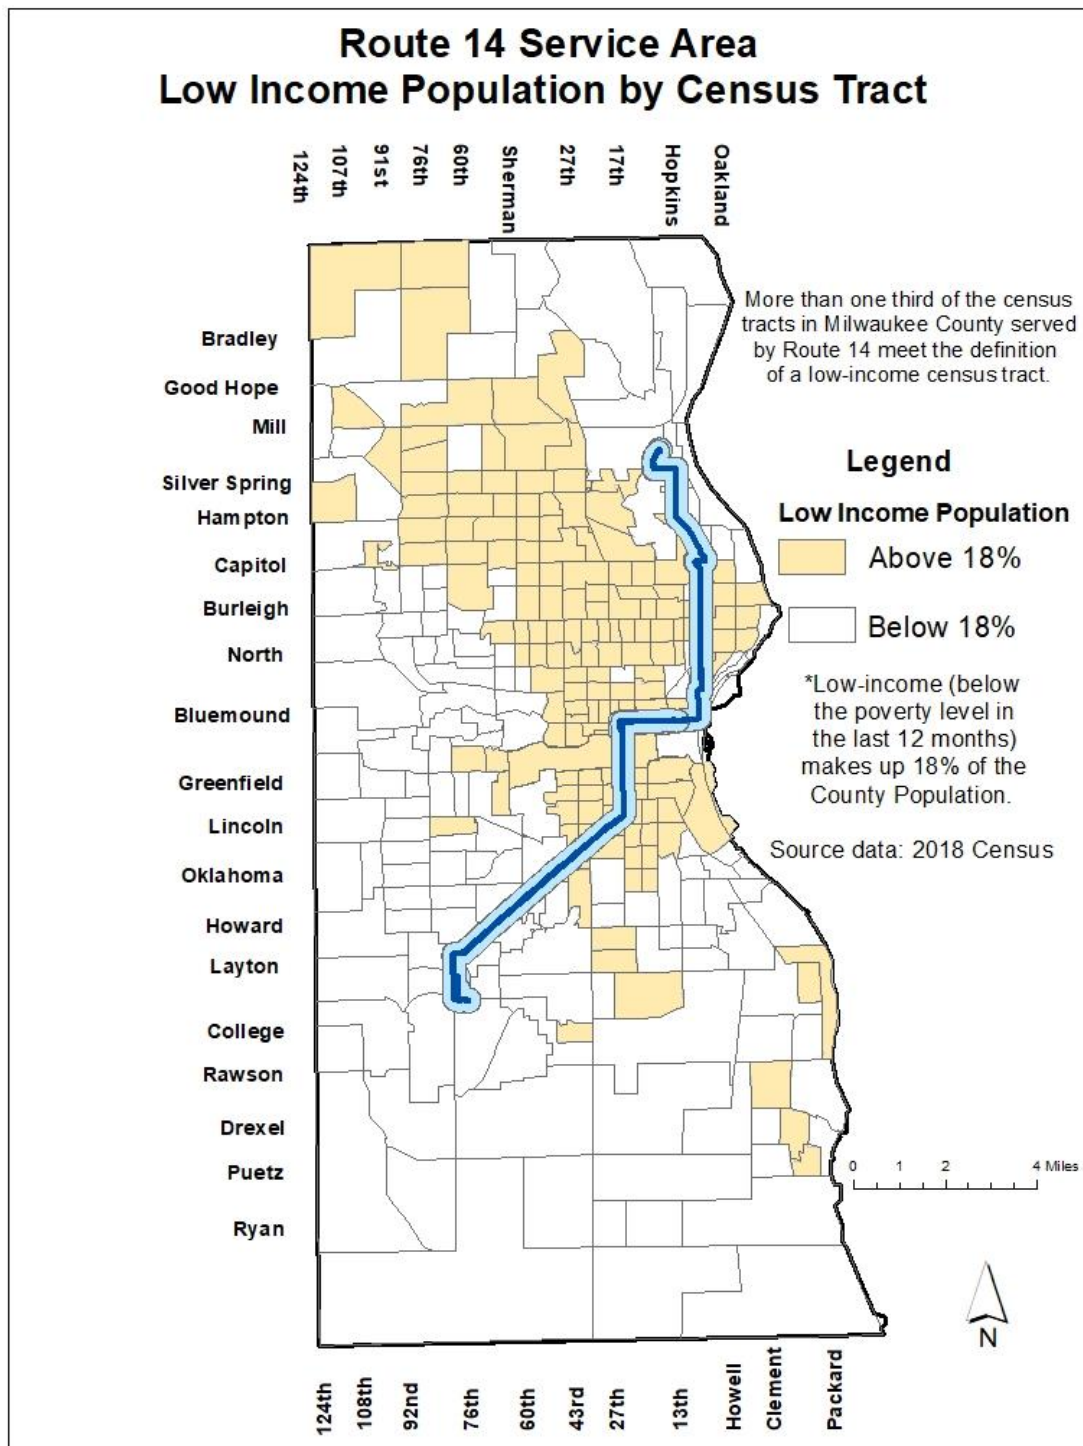 Route 14 Service Area
Low Income Population by Census Tract
124th
107th
91st
76th
60th
Sherman
27th
17th
Hopkins
Oakland
More than one third of the census
tracts in Milwaukee County served
by Route 14 meet the definition
of a low-income census tract.
Bradley
Good Hope
Mill
Silver Spring
Hampton
Capitol
Burleigh
North
Bluemound
Greenfield
Lincoln
Oklahoma
Howard
Layton
College
Rawson
Drexel
Puetz
Ryan
Legend
Low Income Population
Above 18%
Below 18%
*Low-income (below
the poverty level in
the last 12 months)
makes up 18% of the
County Population.
Source data: 2018 Census
0 1 2 4 Miles
N
124th
108th
92nd
76th
60th
43rd
27th
13th
Howell
Clement
Packard